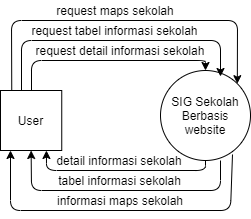 request maps sekolah
request tabel informasi sekolah
request detail informasi sekolah
User
SIG Sekolah
Berbasis
website
detail informasi sekolah
tabel informasi sekolah
informasi maps sekolah